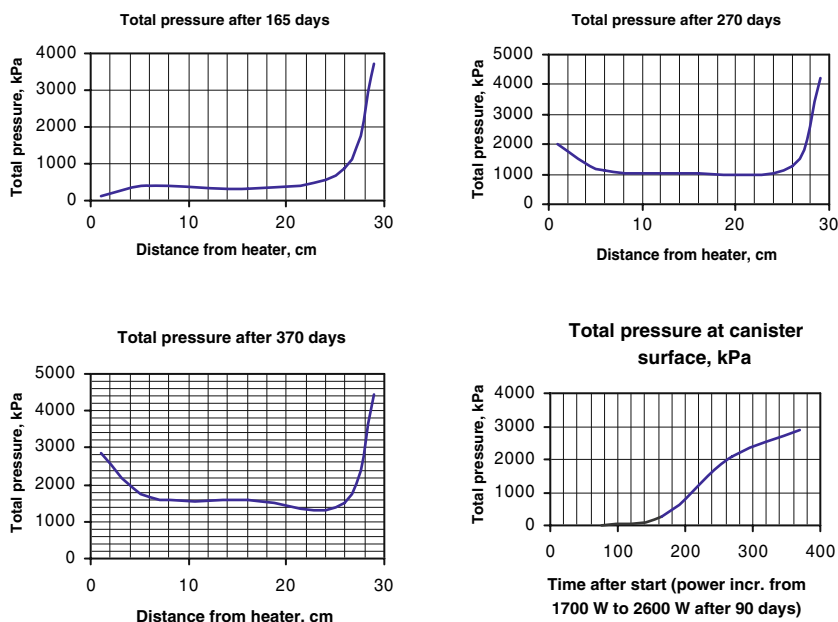 Total pressure after 165 days
Total pressure, kPa
4000
3000
2000
1000
0
0 10 20 30
Distance from heater, cm
Total pressure after 270 days
Total pressure, kPa
5000
4000
3000
2000
1000
0
0 10 20 30
Distance from heater, cm
Total pressure after 370 days
Total pressure, kPa
5000
4000
3000
2000
1000
0
0 10 20 30
Distance from heater, cm
Total pressure at canister
surface, kPa
Total pressure, kPa
4000
3000
2000
1000
0
0 100 200 300 400
Time after start (power incr. from
1700 W to 2600 W after 90 days)